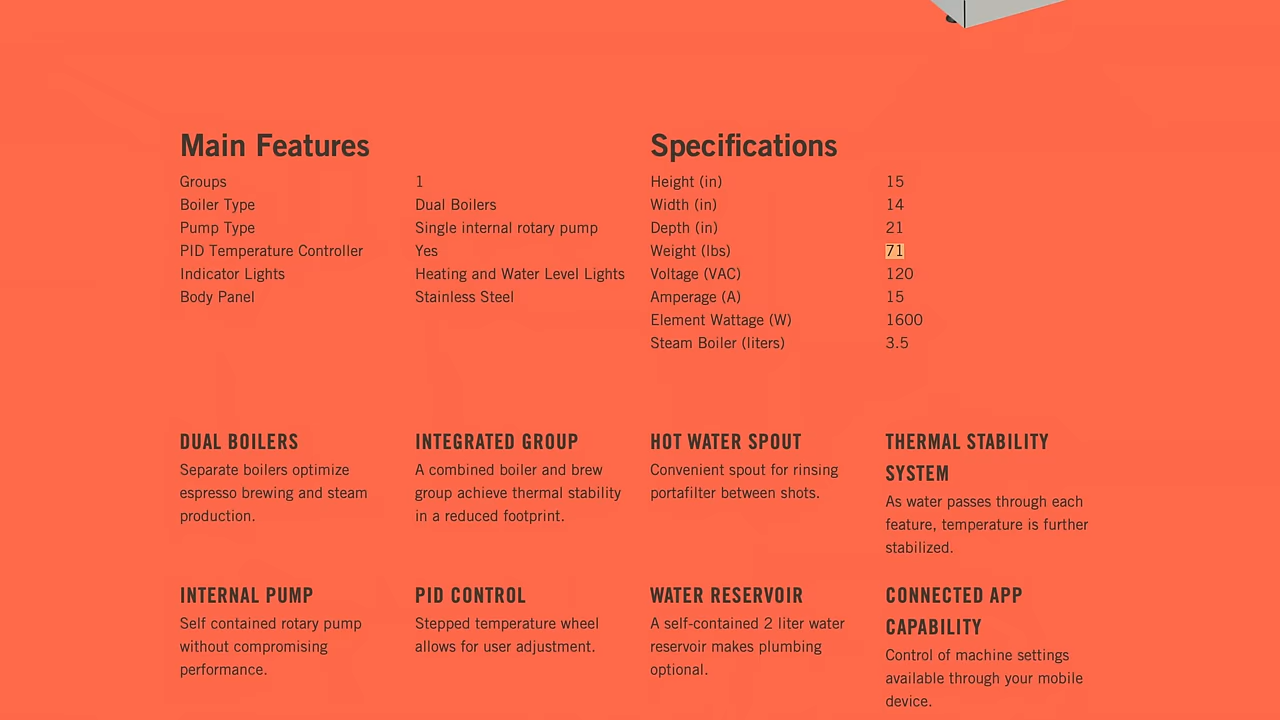 Main Features
Groups 1
Boiler Type Dual Boilers
Pump Type Single internal rotary pump
PID Temperature Controller Yes
Indicator Lights Heating and Water Level Lights
Body Panel Stainless Steel
Specifications
Height (in) 15
Width (in) 14
Depth (in) 21
Weight (lbs) 71
Voltage (VAC) 120
Amperage (A) 15
Element Wattage (W) 1600
Steam Boiler (liters) 3.5
DUAL BOILERS
Separate boilers optimize
espresso brewing and steam
production.
INTEGRATED GROUP
A combined boiler and brew
group achieve thermal stability
in a reduced footprint.
HOT WATER SPOUT
Convenient spout for rinsing
portafilter between shots.
THERMAL STABILITY
SYSTEM
As water passes through each
feature, temperature is further
stabilized.
INTERNAL PUMP
Self contained rotary pump
without compromising
performance.
PID CONTROL
Stepped temperature wheel
allows for user adjustment.
WATER RESERVOIR
A self-contained 2 liter water
reservoir makes plumbing
optional.
CONNECTED APP
CAPABILITY
Control of machine settings
available through your mobile
device.